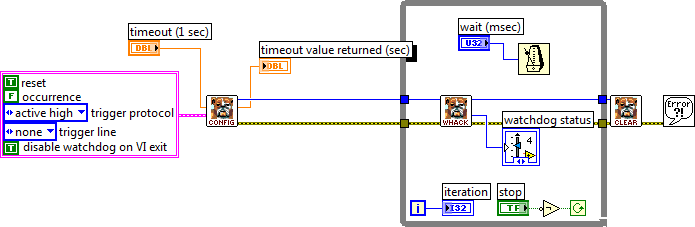 timeout (1 sec)
DBL
timeout value returned (sec)
DBL
T reset
F occurrence
active high trigger protocol
none trigger line
T disable watchdog on VI exit
CONFIG
wait (msec)
U32
WHACK
watchdog status
4
CLEAR
Error
?!
iteration
i
I32
stop
TF